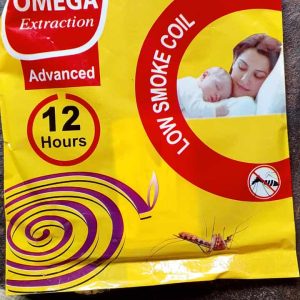 OMEGA
Extraction
Advanced
12
Hours
LOW SMOKE COIL